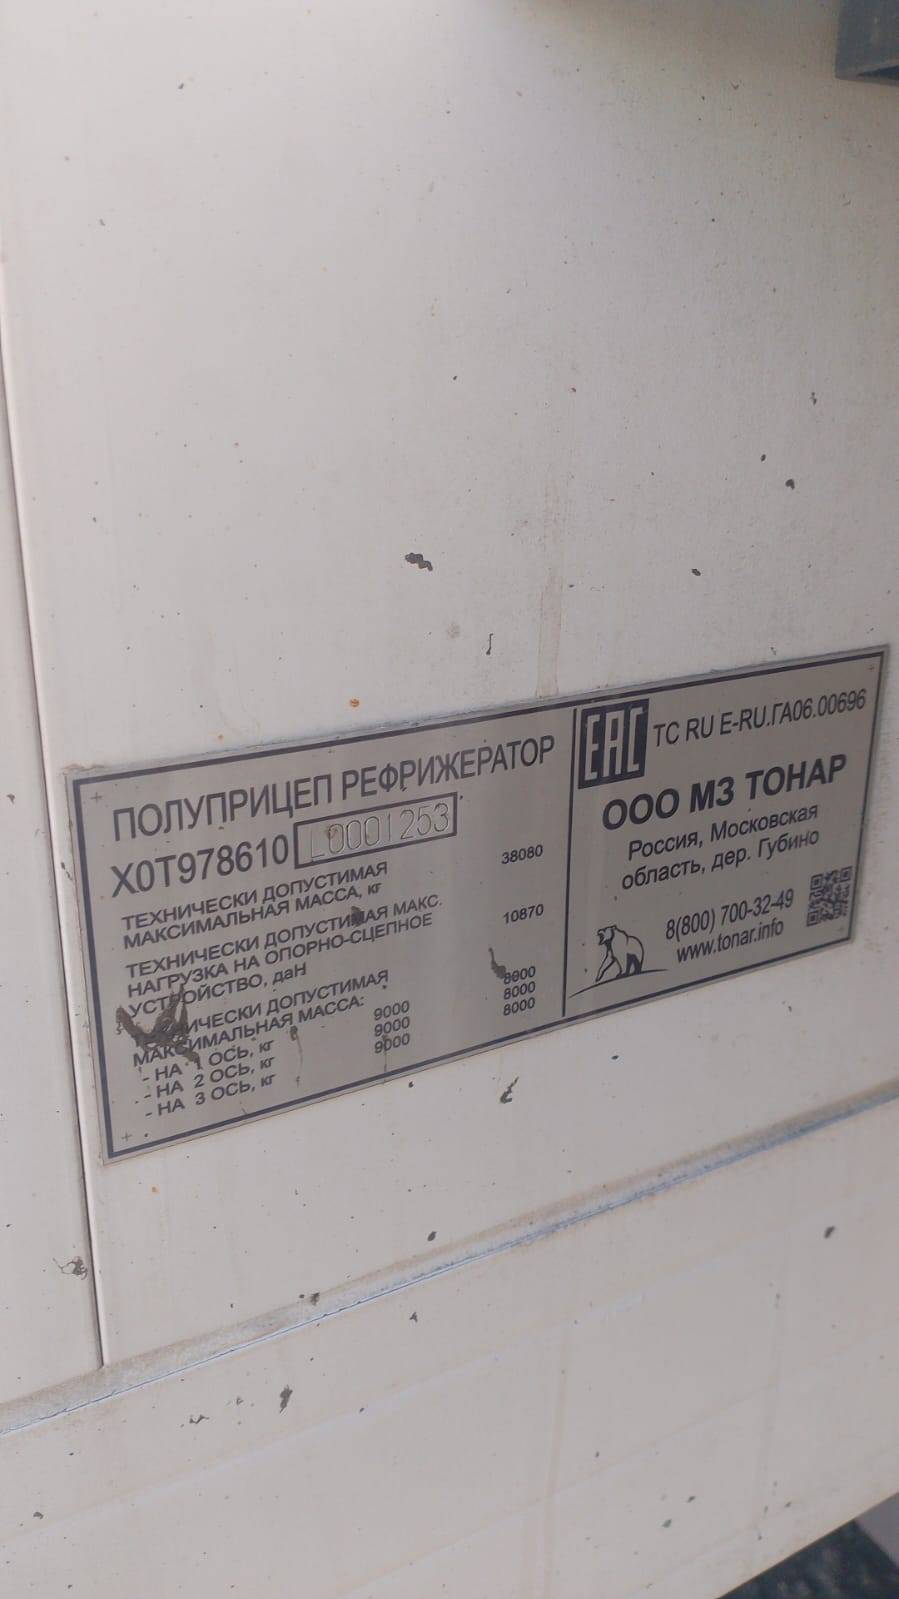 ПОЛУПРИЦЕП РЕФРИЖЕРАТОР
X0T978610 L0001253
ТЕХНИЧЕСКИ ДОПУСТИМАЯ
МАКСИМАЛЬНАЯ МАССА, кг 38080
ТЕХНИЧЕСКИ ДОПУСТИМАЯ МАКС.
НАГРУЗКА НА ОПОРНО-СЦЕПНОЕ 10870
УСТРОЙСТВО, даН
ДОПУСТИМАЯ
МАКСИМАЛЬНАЯ МАССА:
- НА 1 ОСЬ, кг 9000 8000
- НА 2 ОСЬ, кг 9000 8000
- НА 3 ОСЬ, кг 9000 8000
EAC ТС RU E-RU.ГА06.00696
ООО МЗ ТОНАР
Россия, Московская
область, дер. Губино
8(800) 700-32-49
www.tonar.info